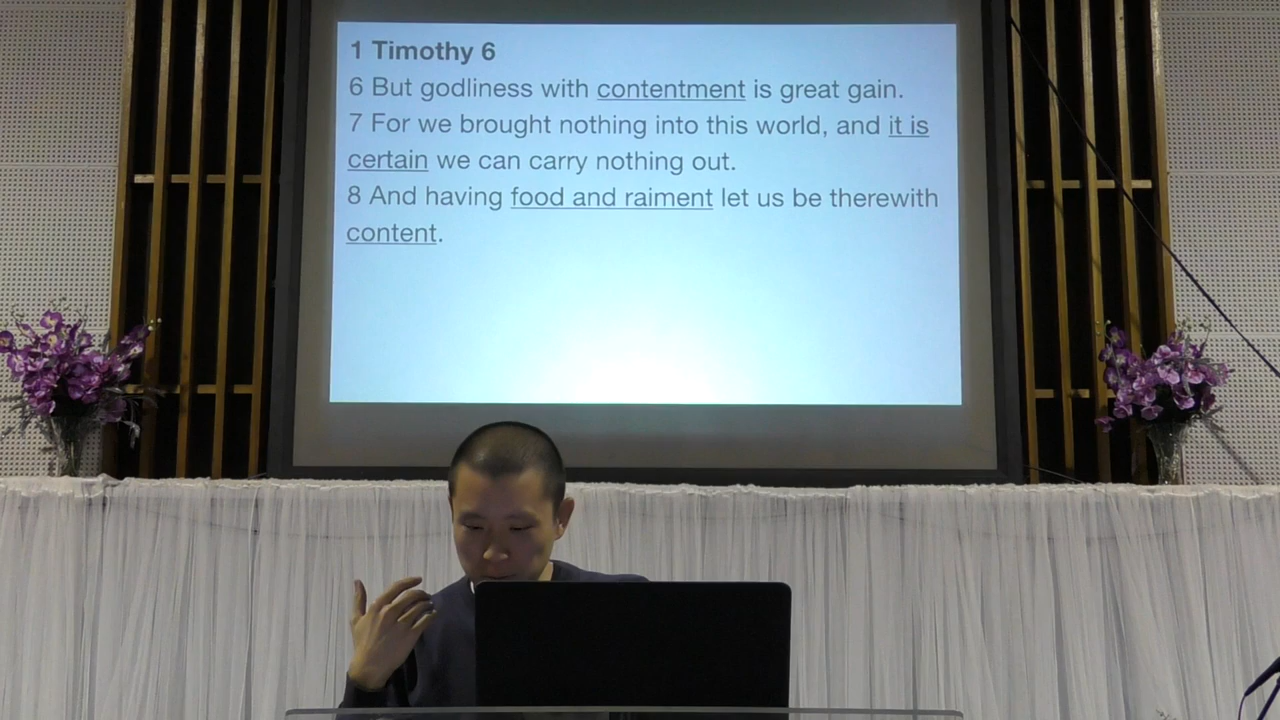 1 Timothy 6
6 But godliness with contentment is great gain.
7 For we brought nothing into this world, and it is
certain we can carry nothing out.
8 And having food and raiment let us be therewith
content.